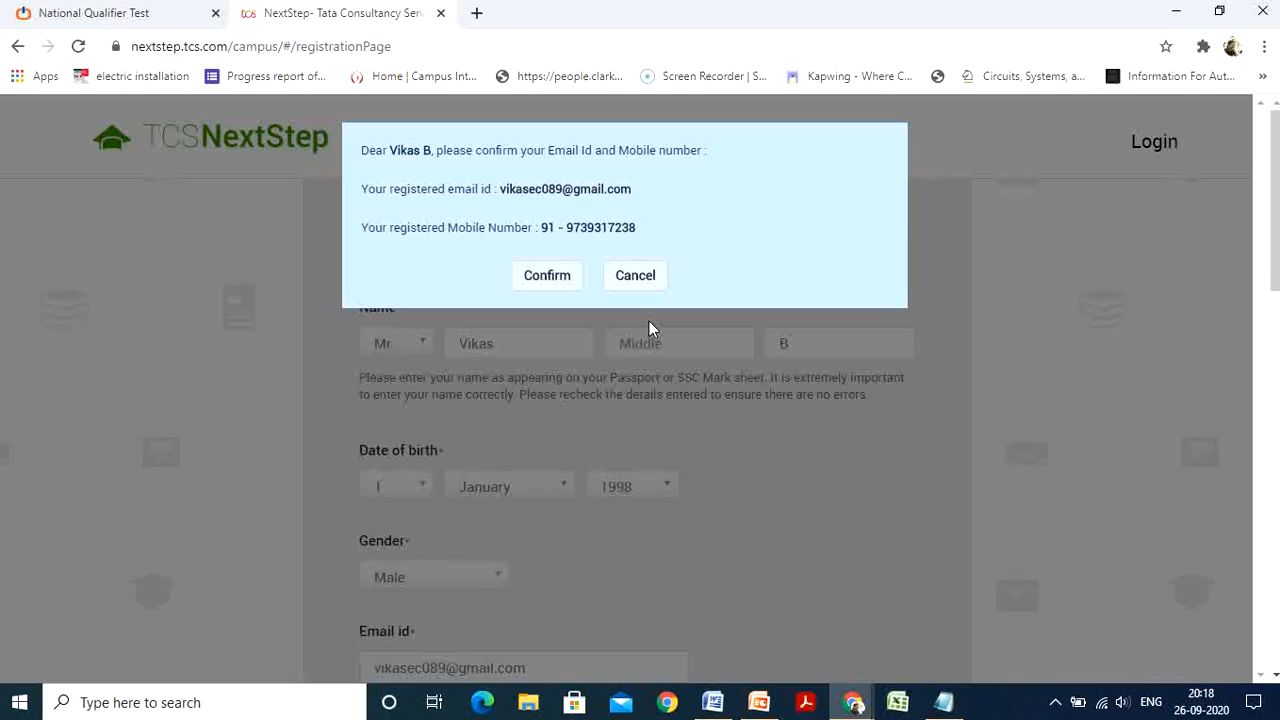 National Qualifier Test
tcs NextStep- Tata Consultancy Serv
nextstep.tcs.com/campus/#/registrationPage
Apps electric installation Progress report of... Home | Campus Int... https://people.clark... Screen Recorder | S... Kapwing - Where C... Circuits, Systems, a... Information For Aut... »
TCSNextStep
Login
Dear Vikas B, please confirm your Email Id and Mobile number :
Your registered email id : vikasec089@gmail.com
Your registered Mobile Number : 91 - 9739317238
Confirm Cancel
Name
Mr Vikas Middle B
Please enter your name as appearing on your Passport or SSC Mark sheet. It is extremely important
to enter your name correctly. Please recheck the details entered to ensure there are no errors.
Date of birth*
1 January 1998
Gender*
Male
Email id*
vikasec089@gmail.com
Type here to search
ENG
20:18
26-09-2020